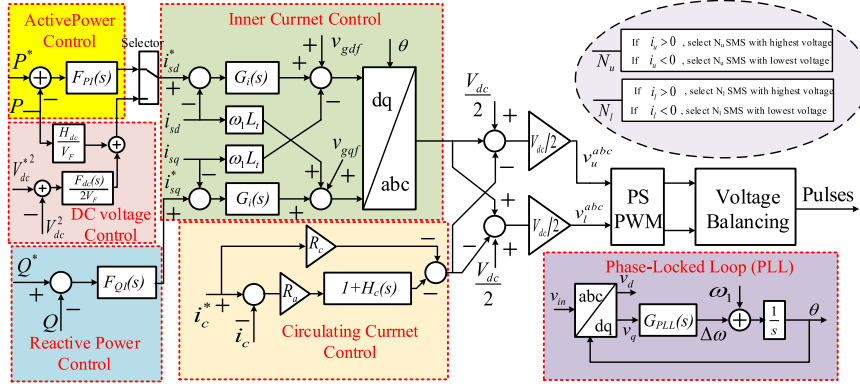 ActivePower
Control
P*
P
F_PI(s)
Selector
H_dc
V_F
V_dc^*2
V_dc^2
F_dc(s)
2V_F
DC voltage
Control
Q*
Q
F_QI(s)
Reactive Power
Control
Inner Currnet Control
i_sd^*
i_sd
i_sq
i_sq^*
G_i(s)
ω_1L_t
ω_1L_t
G_i(s)
v_gdf
v_gqf
θ
dq
abc
i_c^*
i_c
R_c
R_a
1+H_c(s)
Circulating Currnet
Control
V_dc
2
V_dc
2
V_dc/2
V_dc/2
v_u^abc
v_l^abc
PS
PWM
Voltage
Balancing
Pulses
N_u
If i_u>0 , select N_u SMS with highest voltage
If i_u<0 , select N_u SMS with lowest voltage
N_l
If i_l>0 , select N_l SMS with highest voltage
If i_l<0 , select N_l SMS with lowest voltage
Phase-Locked Loop (PLL)
v_in
abc
dq
v_d
v_q
G_PLL(s)
Δω
ω_1
1
s
θ